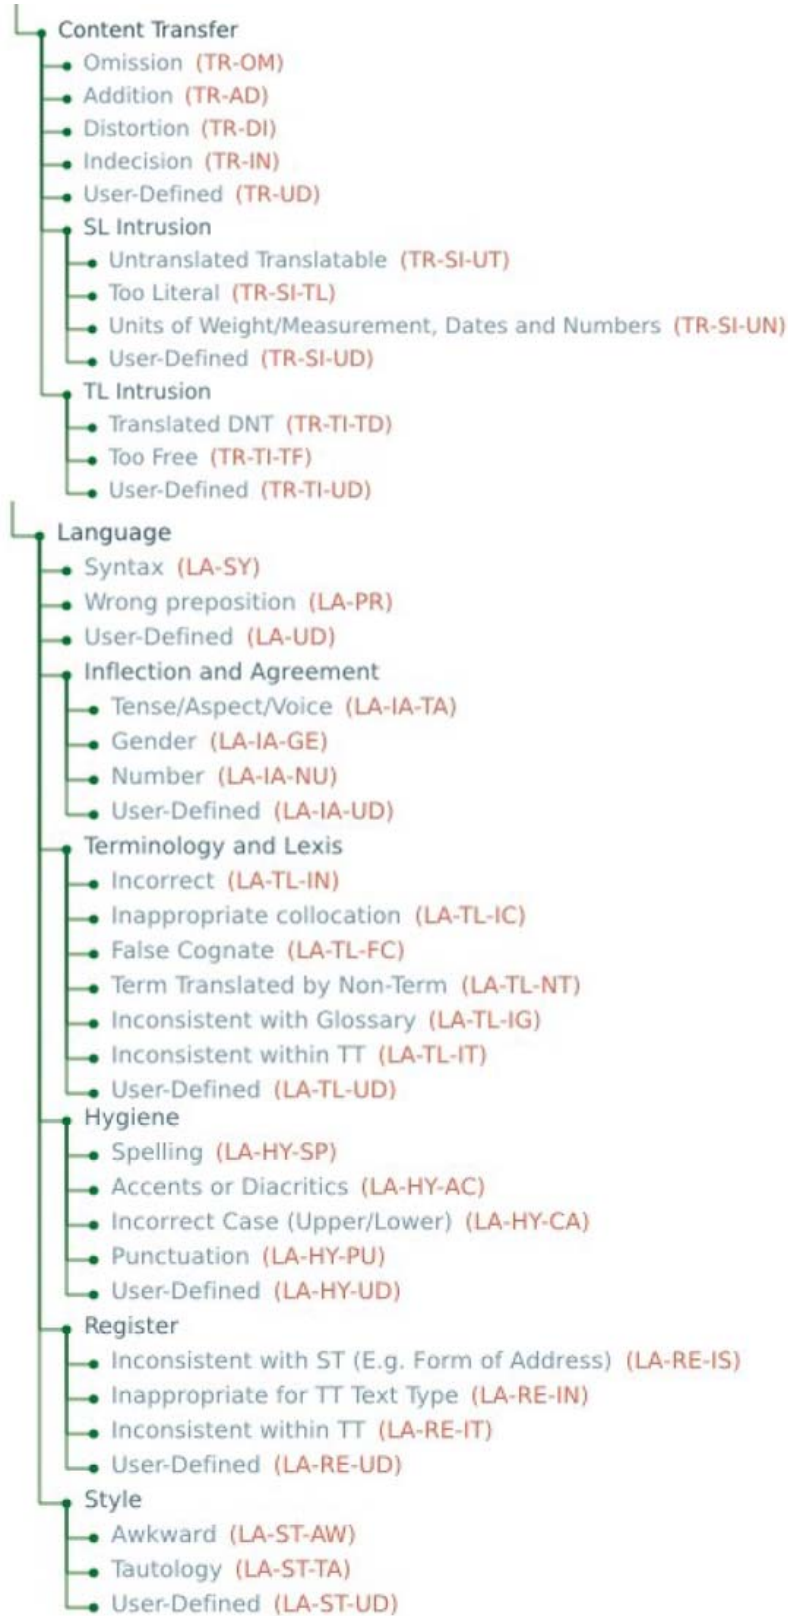 Content Transfer
Omission (TR-OM)
Addition (TR-AD)
Distortion (TR-DI)
Indecision (TR-IN)
User-Defined (TR-UD)
SL Intrusion
Untranslated Translatable (TR-SI-UT)
Too Literal (TR-SI-TL)
Units of Weight/Measurement, Dates and Numbers (TR-SI-UN)
User-Defined (TR-SI-UD)
TL Intrusion
Translated DNT (TR-TI-TD)
Too Free (TR-TI-TF)
User-Defined (TR-TI-UD)
Language
Syntax (LA-SY)
Wrong preposition (LA-PR)
User-Defined (LA-UD)
Inflection and Agreement
Tense/Aspect/Voice (LA-IA-TA)
Gender (LA-IA-GE)
Number (LA-IA-NU)
User-Defined (LA-IA-UD)
Terminology and Lexis
Incorrect (LA-TL-IN)
Inappropriate collocation (LA-TL-IC)
False Cognate (LA-TL-FC)
Term Translated by Non-Term (LA-TL-NT)
Inconsistent with Glossary (LA-TL-IG)
Inconsistent within TT (LA-TL-IT)
User-Defined (LA-TL-UD)
Hygiene
Spelling (LA-HY-SP)
Accents or Diacritics (LA-HY-AC)
Incorrect Case (Upper/Lower) (LA-HY-CA)
Punctuation (LA-HY-PU)
User-Defined (LA-HY-UD)
Register
Inconsistent with ST (E.g. Form of Address) (LA-RE-IS)
Inappropriate for TT Text Type (LA-RE-IN)
Inconsistent within TT (LA-RE-IT)
User-Defined (LA-RE-UD)
Style
Awkward (LA-ST-AW)
Tautology (LA-ST-TA)
User-Defined (LA-ST-UD)